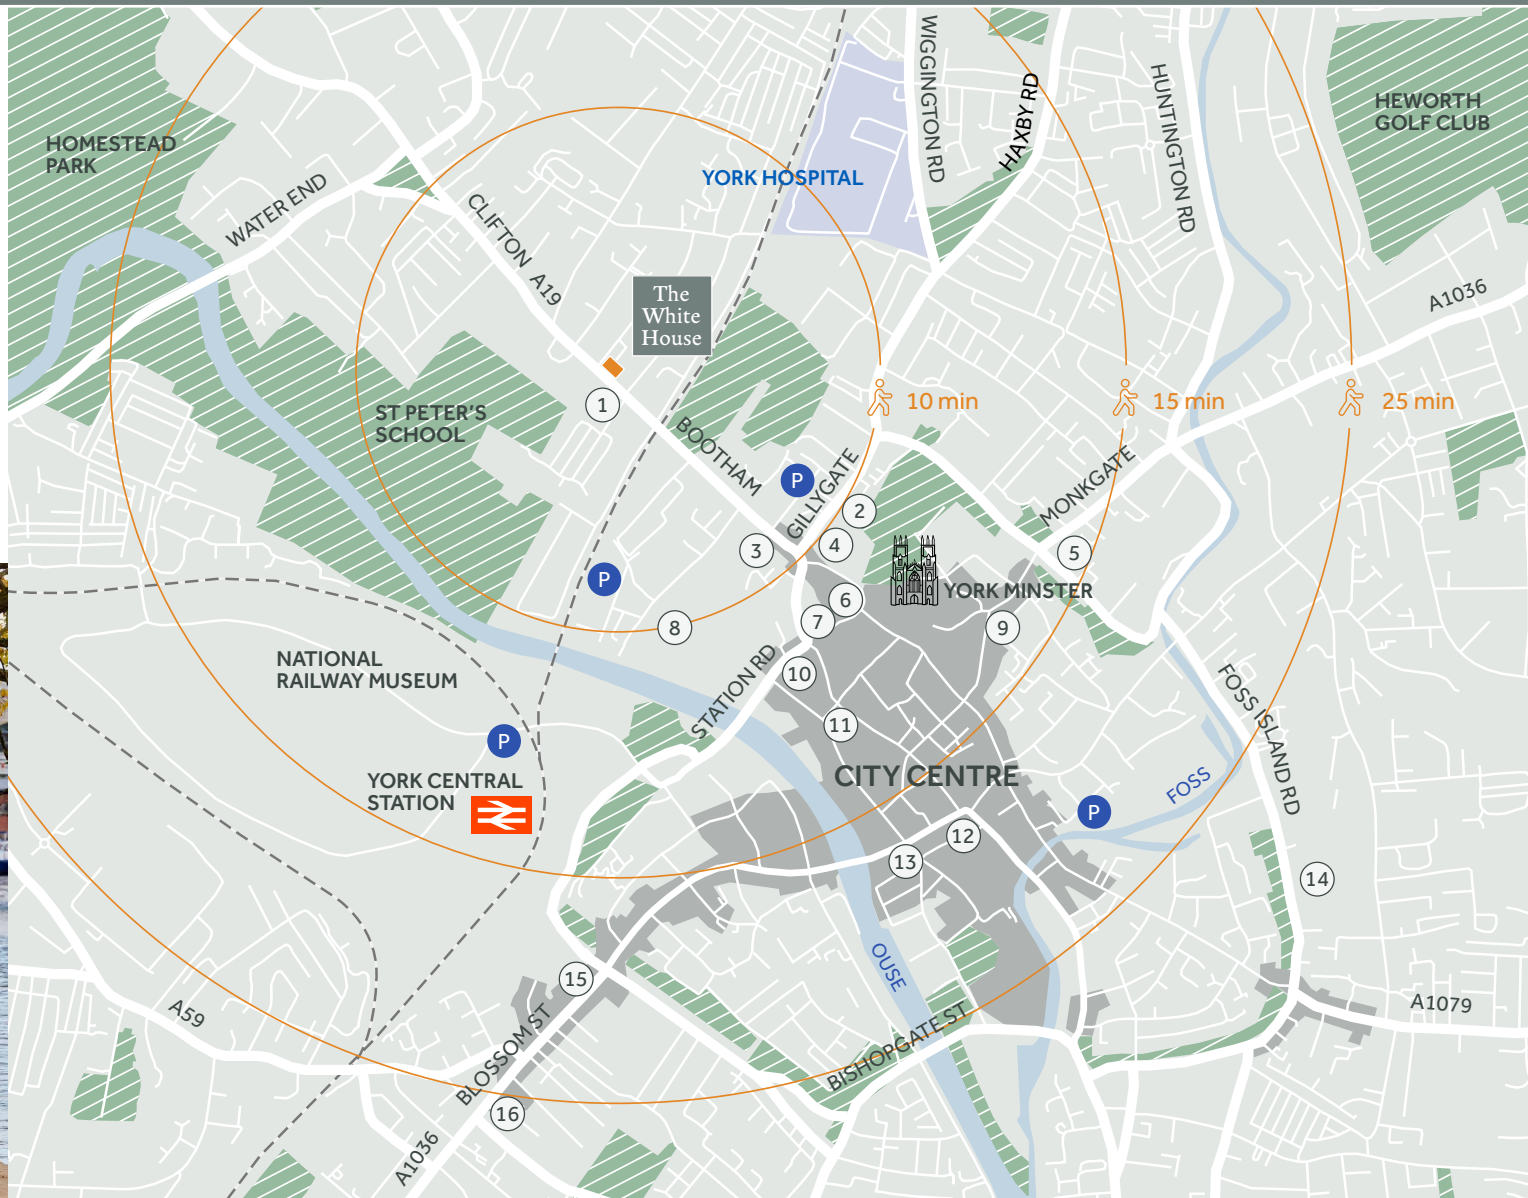 WIGGINGTON RD
HAXBY RD
HUNTINGTON RD
HEWORTH
GOLF CLUB
HOMESTEAD
PARK
YORK HOSPITAL
WATER END
CLIFTON A19
The
White
House
A1036
1
ST PETER'S
SCHOOL
10 min
15 min
25 min
BOOTHAM
P
GILLYGATE
MONKGATE
2
3
4
5
P
YORK MINSTER
6
7
8
9
NATIONAL
RAILWAY MUSEUM
STATION RD
10
FOSS ISLAND RD
11
P
YORK CENTRAL
STATION
CITY CENTRE
FOSS
P
12
13
14
OUSE
15
A59
BLOSSOM ST
BISHOPGATE ST
A1079
16
A1036